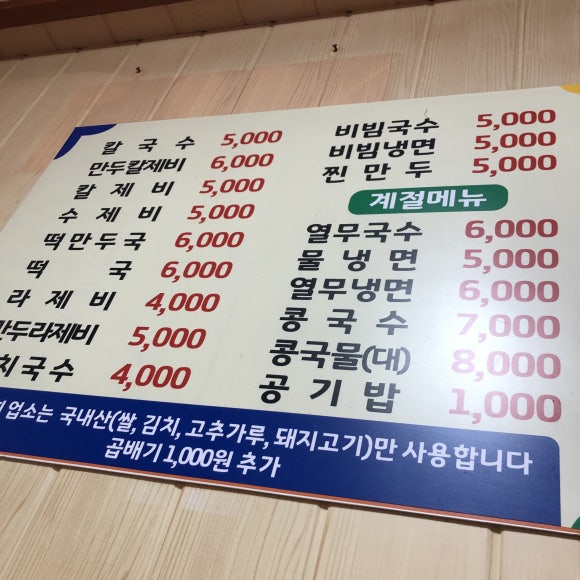 칼국수 5,000
만두칼제비 6,000
칼제비 5,000
수제비 5,000
떡만두국 6,000
떡국 6,000
라제비 4,000
만두라제비 5,000
치국수 4,000
비빔국수 5,000
비빔냉면 5,000
찐만두 5,000
계절메뉴
열무국수 6,000
물냉면 5,000
열무냉면 6,000
콩국수 7,000
콩국물(대) 8,000
공기밥 1,000
업소는 국내산(쌀, 김치, 고추가루, 돼지고기)만 사용합니다
곱배기 1,000원 추가